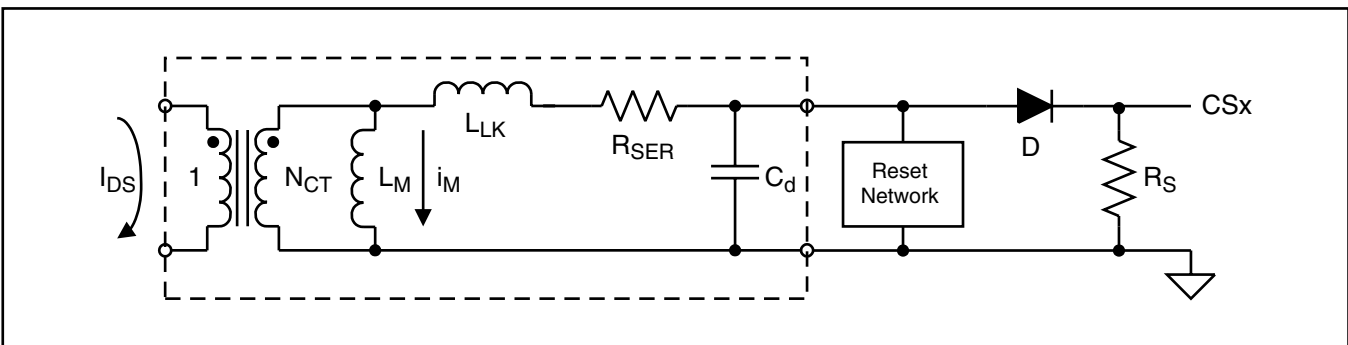 I_DS
1
N_CT
L_M
i_M
L_LK
R_SER
C_d
Reset
Network
D
CSx
R_S